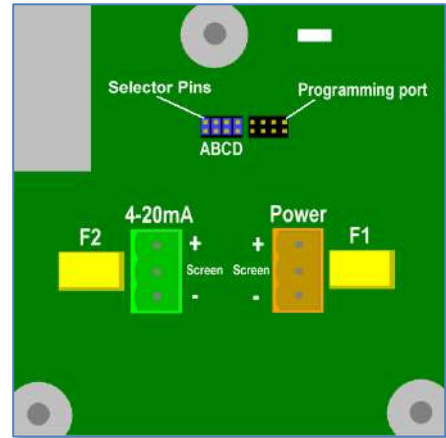 Selector Pins
Programming port
ABCD
4-20mA
Power
F2
F1
+
+
Screen
Screen
-
-